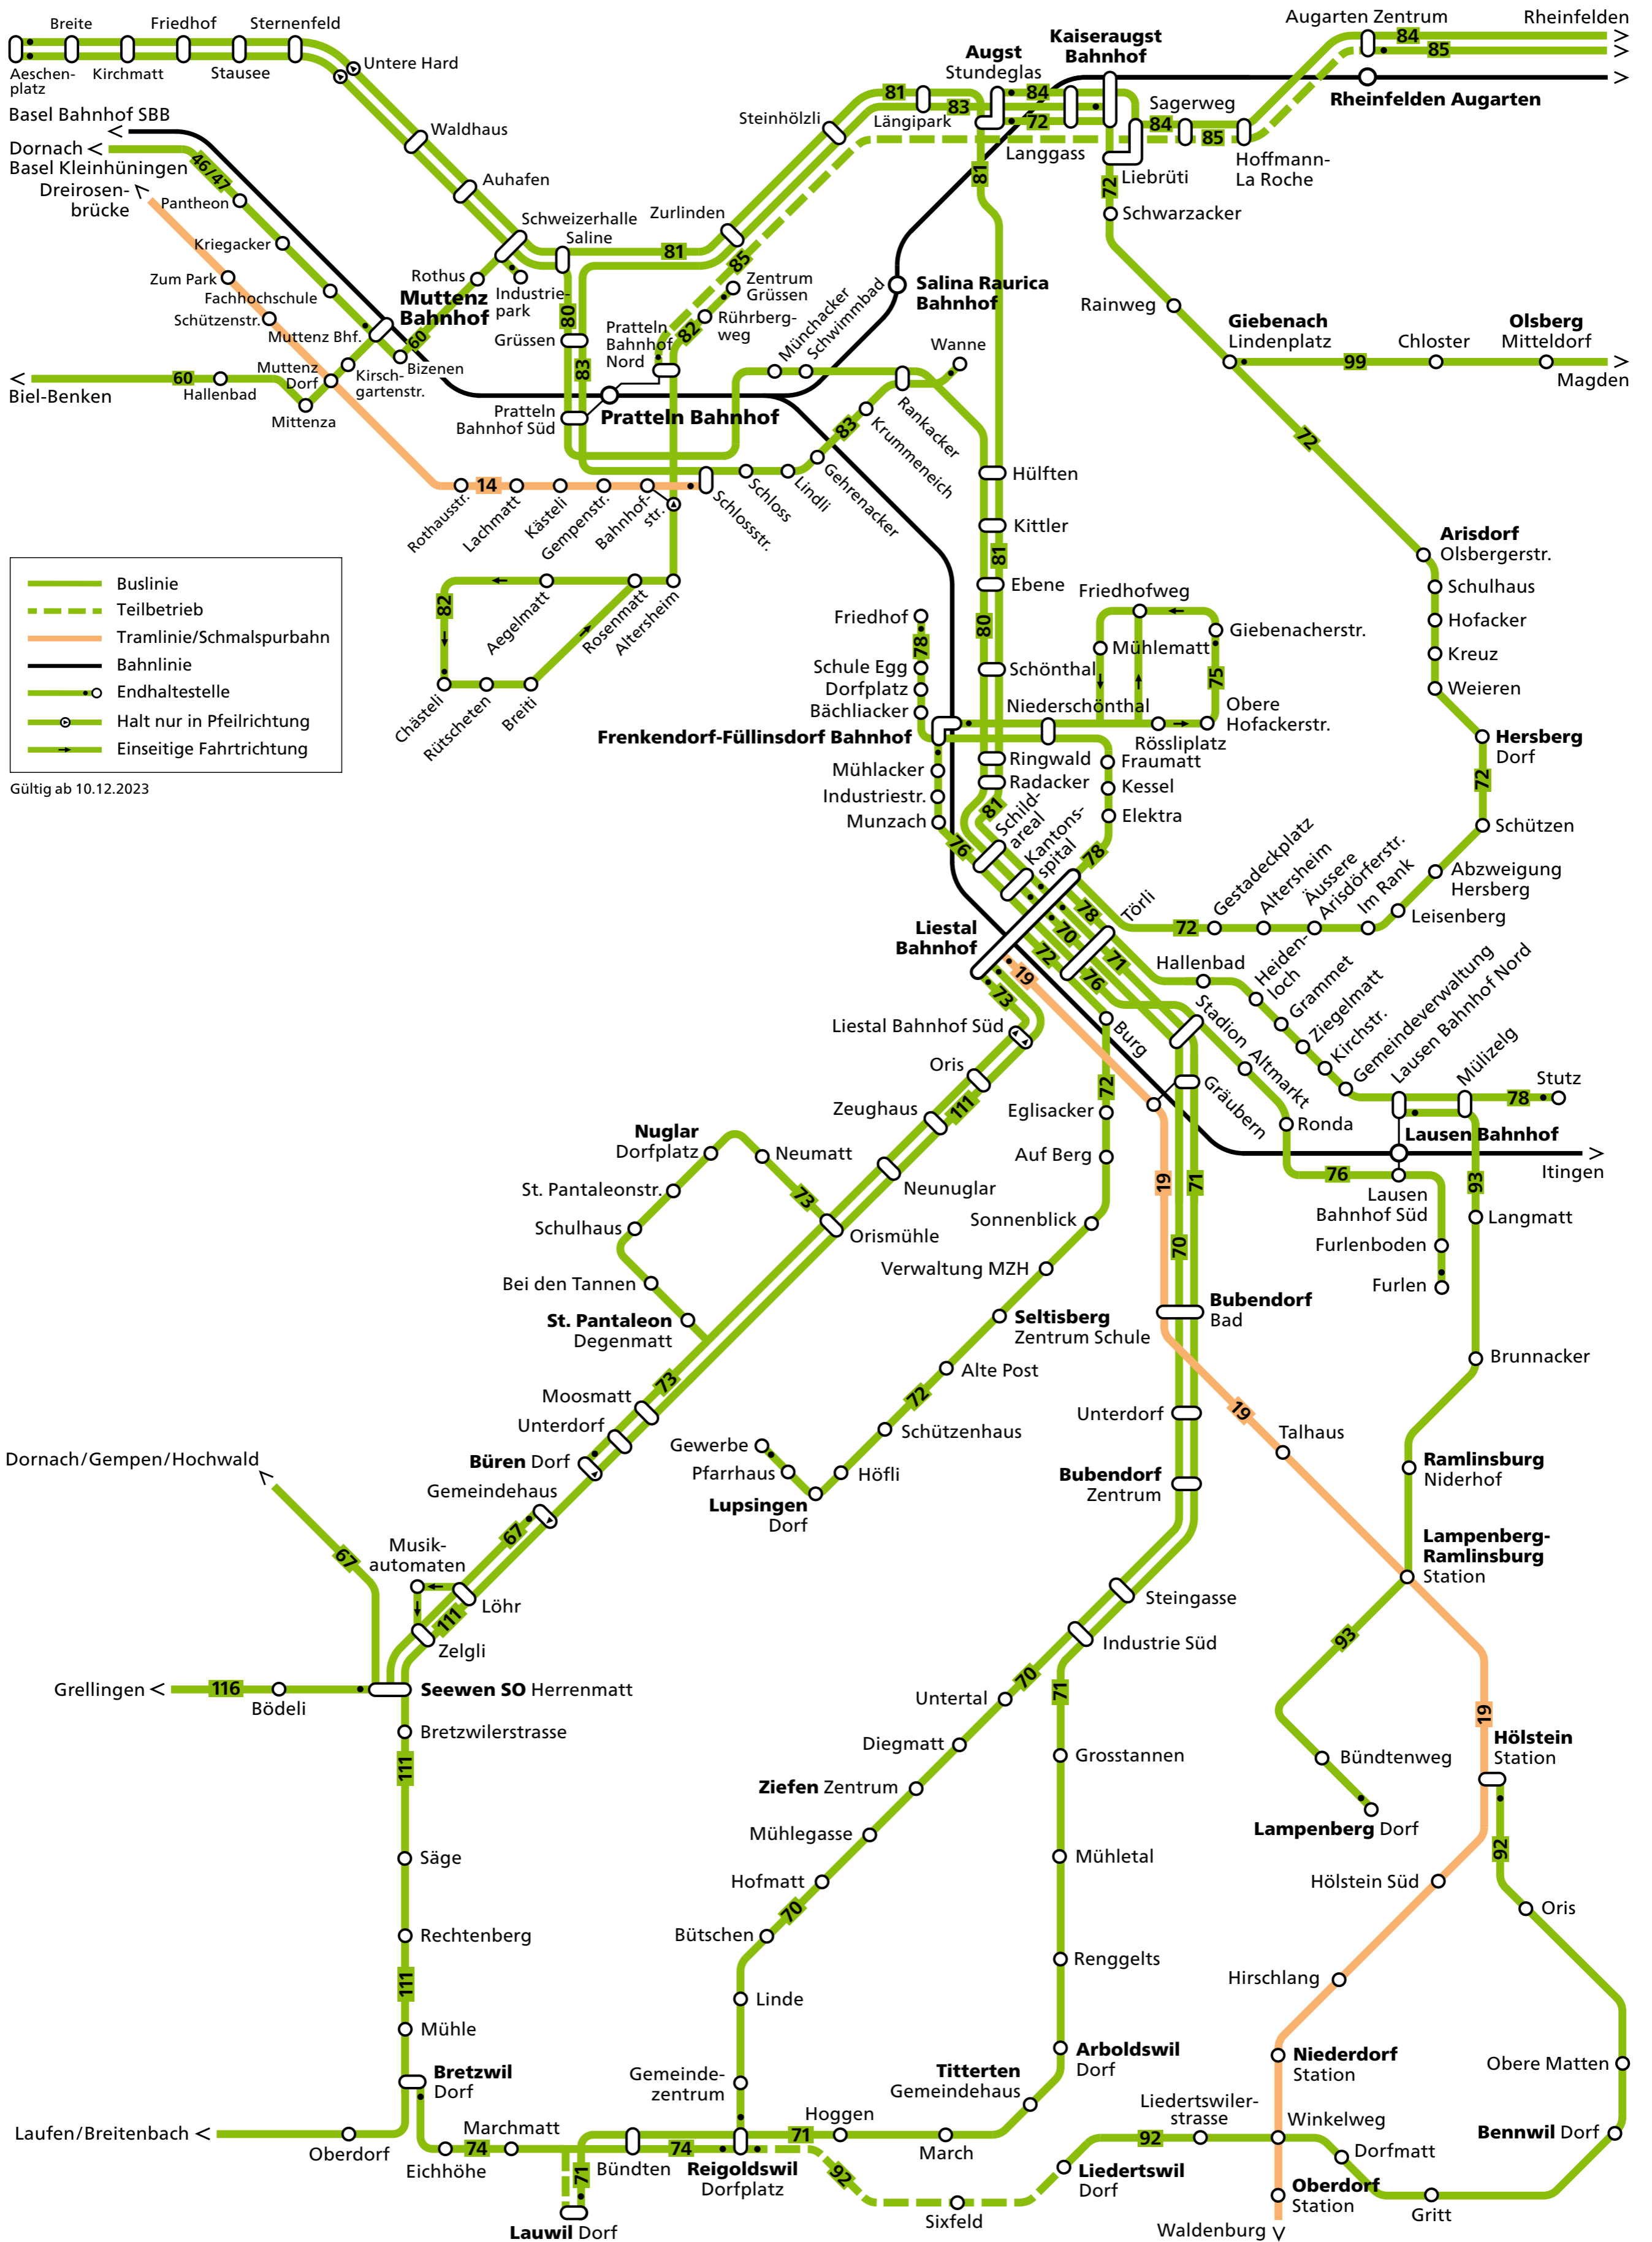 Breite
Friedhof
Sternenfeld
Aeschen-
platz
Kirchmatt
Stausee
Untere Hard
Waldhaus
Auhafen
Schweizerhalle
Saline
Basel Bahnhof SBB
Dornach
Basel Kleinhüningen
Dreirosen-
brücke
46/47
Pantheon
Kriegacker
Zum Park
Fachhochschule
Schützenstr.
Muttenz Bhf.
Muttenz
Bahnhof
Rothus
Industrie-
park
60
Bizenen
Kirsch-
gartenstr.
Muttenz
Dorf
Mittenza
60
Hallenbad
Biel-Benken
81
80
83
Grüssen
Zurlinden
Steinhölzli
85
Zentrum
Grüssen
Rührberg-
weg
82
Pratteln
Bahnhof
Nord
Pratteln
Bahnhof Süd
Pratteln Bahnhof
Münchacker
Schwimmbad
Salina Raurica
Bahnhof
Wanne
Rankacker
Krummeneich
83
Gehrenacker
Lindli
Schloss
Schlossstr.
Bahnhof-
str.
Gempenstr.
Kästeli
Lachmatt
14
Rothausstr.
81
83
Längipark
Augst
Stundeglas
84
72
Kaiseraugst
Bahnhof
Langgass
81
Sagerweg
84
85
Liebrüti
Hoffmann-
La Roche
Augarten Zentrum
84
85
Rheinfelden
Rheinfelden Augarten
72
Schwarzacker
Rainweg
Giebenach
Lindenplatz
99
Chloster
Olsberg
Mitteldorf
Magden
72
Arisdorf
Olsbergerstr.
Schulhaus
Hofacker
Kreuz
Weieren
Hersberg
Dorf
72
Schützen
Abzweigung
Hersberg
Leisenberg
Im Rank
Äussere
Arisdörferstr.
Altersheim
Gestadeckplatz
72
Törli
Buslinie
Teilbetrieb
Tramlinie/Schmalspurbahn
Bahnlinie
Endhaltestelle
Halt nur in Pfeilrichtung
Einseitige Fahrtrichtung
Gültig ab 10.12.2023
82
Aegelmatt
Rosenmatt
Altersheim
Chästeli
Rütscheten
Breiti
Hülften
Kittler
81
Ebene
80
Schönthal
Friedhof
78
Schule Egg
Dorfplatz
Bächliacker
Frenkendorf-Füllinsdorf Bahnhof
Niederschönthal
Friedhofweg
Mühlematt
Giebenacherstr.
75
Obere
Hofackerstr.
Rössliplatz
Mühlacker
Industriestr.
Munzach
76
Ringwald
Radacker
81
Schild-
areal
Kantons-
spital
Fraumatt
Kessel
Elektra
78
Liestal
Bahnhof
78
70
71
72
76
19
73
Hallenbad
Heiden-
loch
Grammet
Ziegelmatt
Kirchstr.
Gemeindeverwaltung
Lausen Bahnhof Nord
Mülizelg
78
Stutz
Stadion
Altmarkt
Ronda
Gräubern
Burg
Lausen Bahnhof
Itingen
76
Lausen
Bahnhof Süd
Furlenboden
Furlen
93
Langmatt
Brunnacker
Ramlinsburg
Niderhof
Lampenberg-
Ramlinsburg
Station
93
Bündtenweg
Lampenberg Dorf
Liestal Bahnhof Süd
Oris
111
Zeughaus
Neunuglar
Orismühle
Nuglar
Dorfplatz
Neumatt
73
St. Pantaleonstr.
Schulhaus
Bei den Tannen
St. Pantaleon
Degenmatt
73
Moosmatt
Unterdorf
Büren Dorf
Gemeindehaus
67
Musik-
automaten
Löhr
111
Zelgli
Dornach/Gempen/Hochwald
67
Grellingen
116
Bödeli
Seewen SO Herrenmatt
Bretzwilerstrasse
111
Säge
Rechtenberg
111
Mühle
Bretzwil
Dorf
Laufen/Breitenbach
Oberdorf
Eichhöhe
74
Marchmatt
71
Lauwil Dorf
Bündten
74
Reigoldswil
Dorfplatz
72
Eglisacker
Auf Berg
Sonnenblick
Verwaltung MZH
Seltisberg
Zentrum Schule
Alte Post
72
Schützenhaus
Höfli
Gewerbe
Pfarrhaus
Lupsingen
Dorf
19
71
70
Bubendorf
Bad
Unterdorf
Bubendorf
Zentrum
Steingasse
Industrie Süd
70
71
Untertal
Diegmatt
Ziefen Zentrum
Mühlegasse
Hofmatt
70
Bütschen
Linde
Gemeinde-
zentrum
Grosstannen
Mühletal
Renggelts
Arboldswil
Dorf
Titterten
Gemeindehaus
March
Hoggen
71
92
Sixfeld
Liedertswil
Dorf
92
Liedertswiler-
strasse
Winkelweg
Dorfmatt
Oberdorf
Station
Gritt
Waldenburg
19
Talhaus
19
Hölstein
Station
92
Hölstein Süd
Hirschlang
Niederdorf
Station
Oris
Obere Matten
Bennwil Dorf